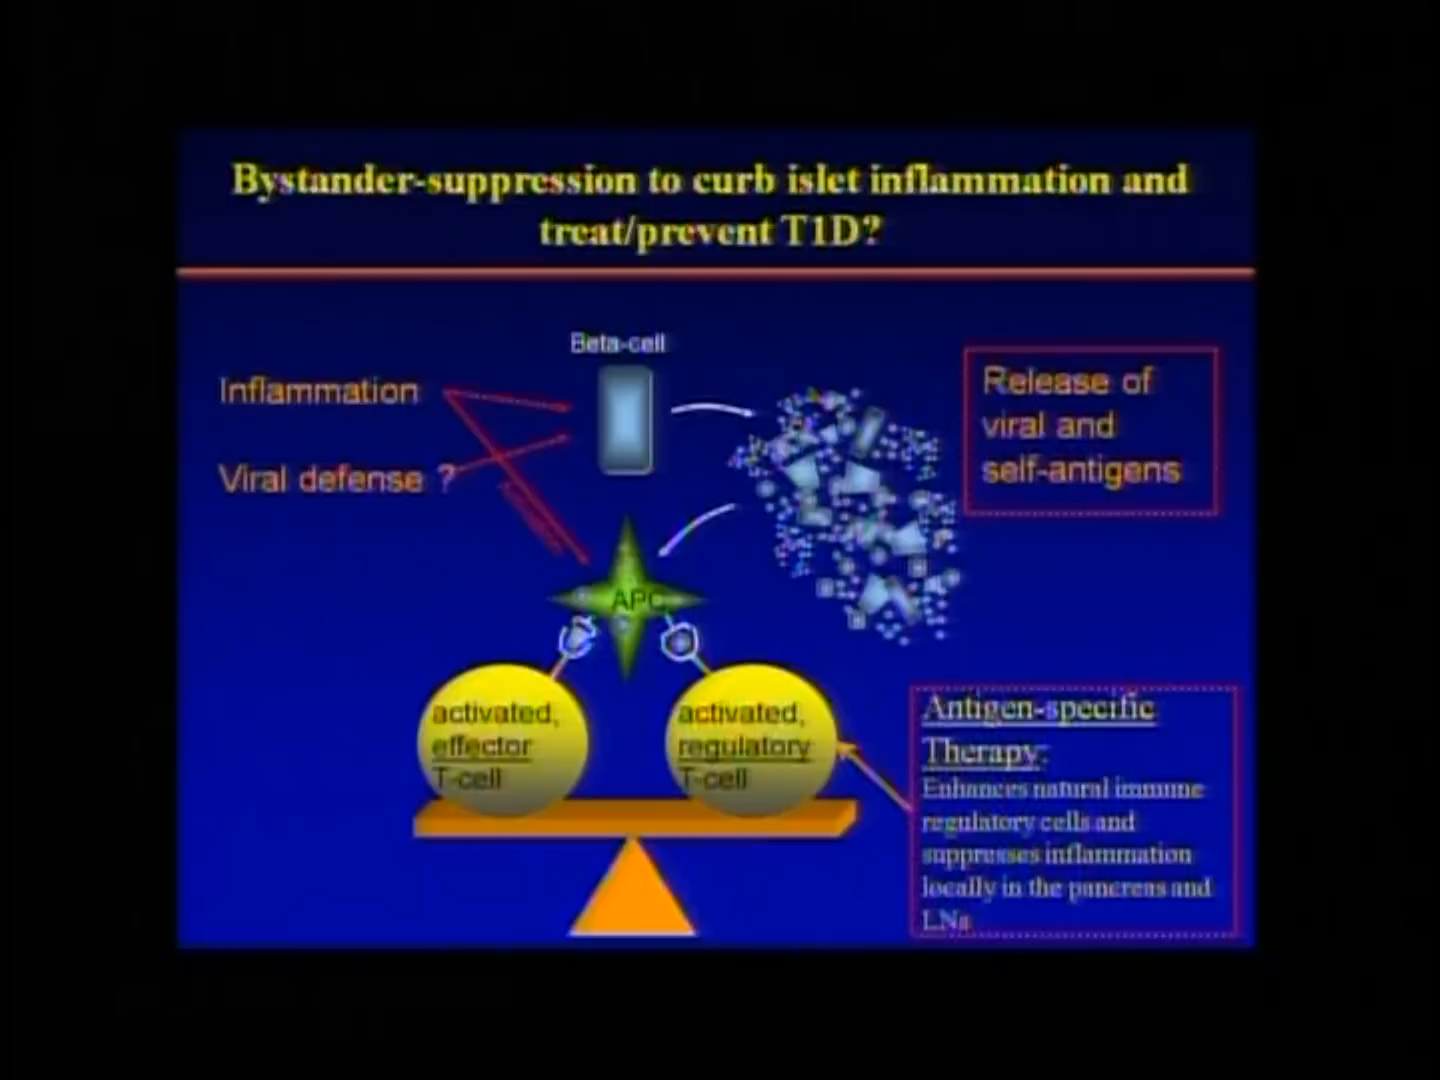 Bystander-suppression to curb islet inflammation and
treat/prevent T1D?
Beta-cell
Inflammation
Viral defense ?
Release of
viral and
self-antigens
APC
activated,
effector
T-cell
activated,
regulatory
T-cell
Antigen-specific
Therapy:
Enhances natural immune
regulatory cells and
suppresses inflammation
locally in the pancreas and
LNs